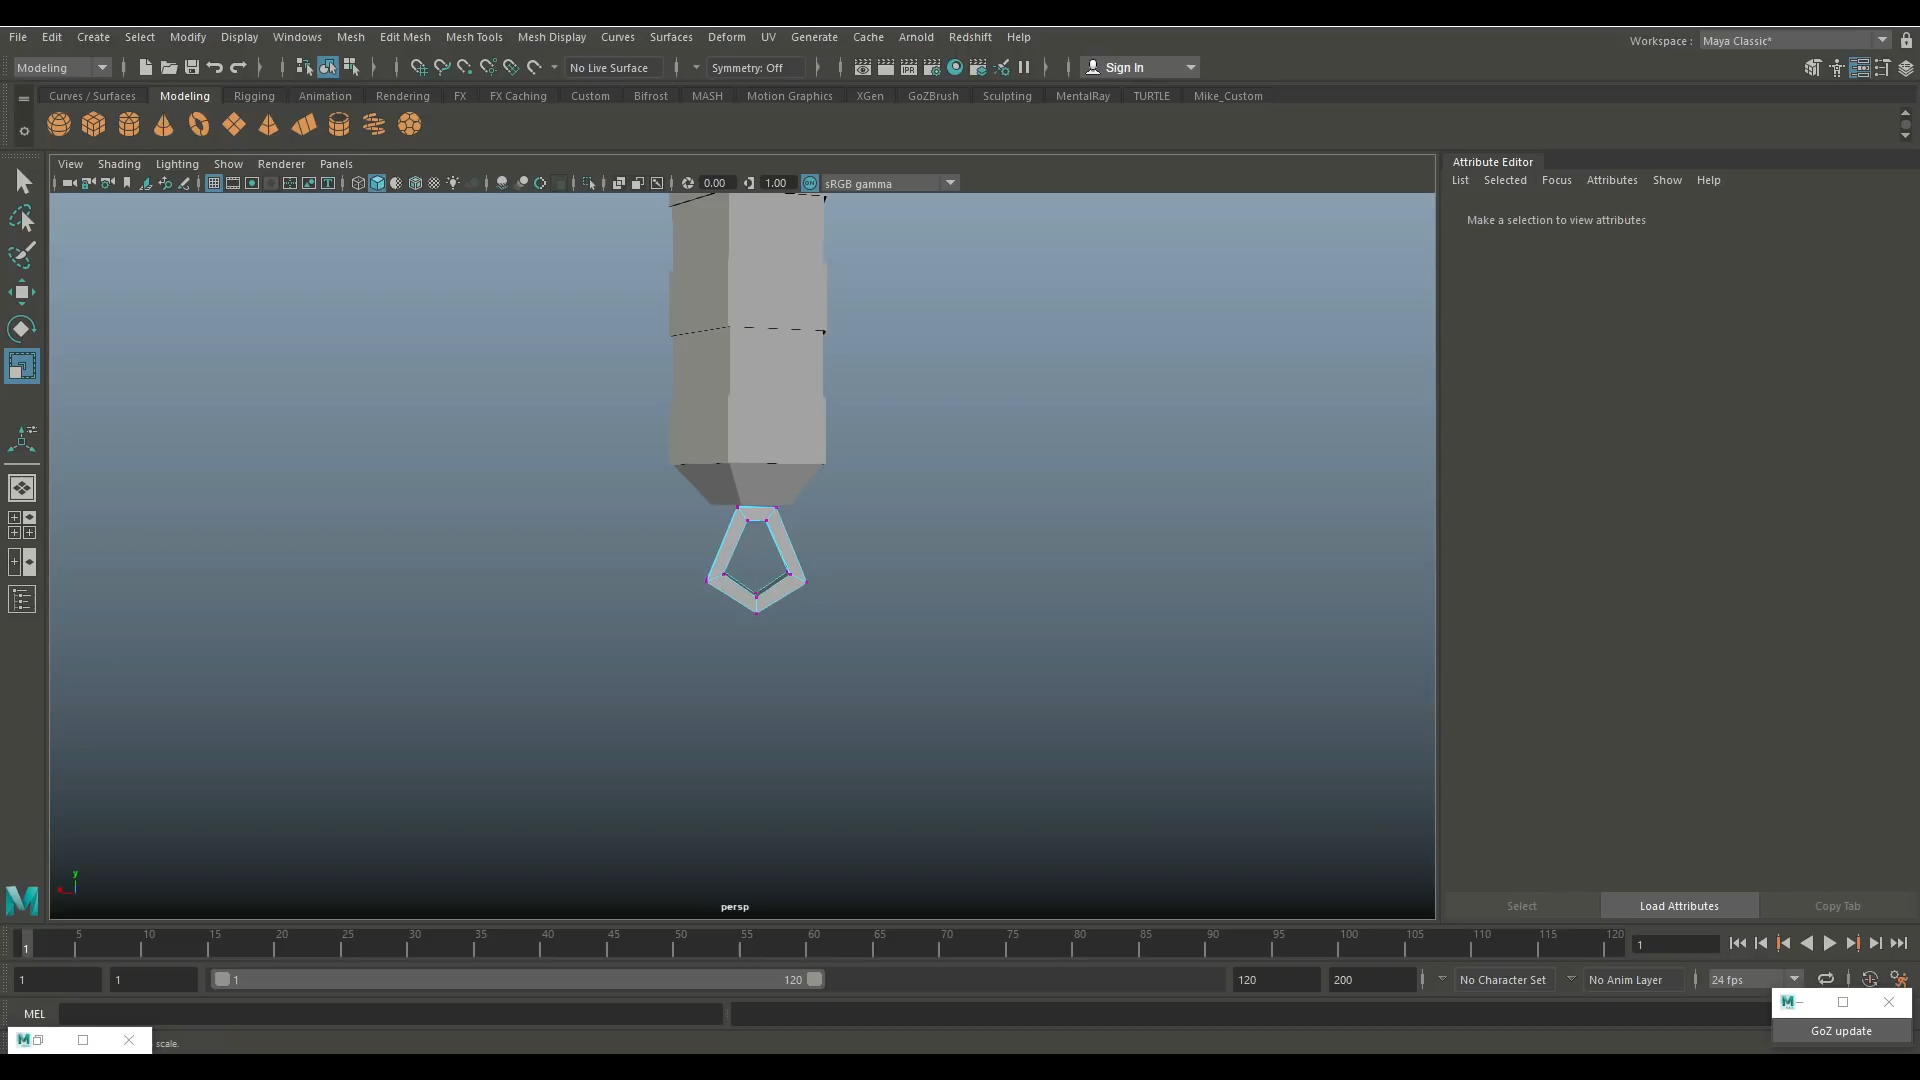 File Edit Create Select Modify Display Windows Mesh Edit Mesh Mesh Tools Mesh Display Curves Surfaces Deform UV Generate Cache Arnold Redshift Help
Workspace : Maya Classic*
Modeling No Live Surface Symmetry: Off Sign In
Curves / Surfaces Modeling Rigging Animation Rendering FX FX Caching Custom Bifrost MASH Motion Graphics XGen GoZBrush Sculpting MentalRay TURTLE Mike_Custom
View Shading Lighting Show Renderer Panels
0.00 1.00 ON sRGB gamma
Attribute Editor
List Selected Focus Attributes Show Help
Make a selection to view attributes
y
x
persp
Select Load Attributes Copy Tab
1 5 10 15 20 25 30 35 40 45 50 55 60 65 70 75 80 85 90 95 100 105 110 115 120 1
1 1 1 120 120 200 No Character Set No Anim Layer 24 fps
MEL
scale.
GoZ update